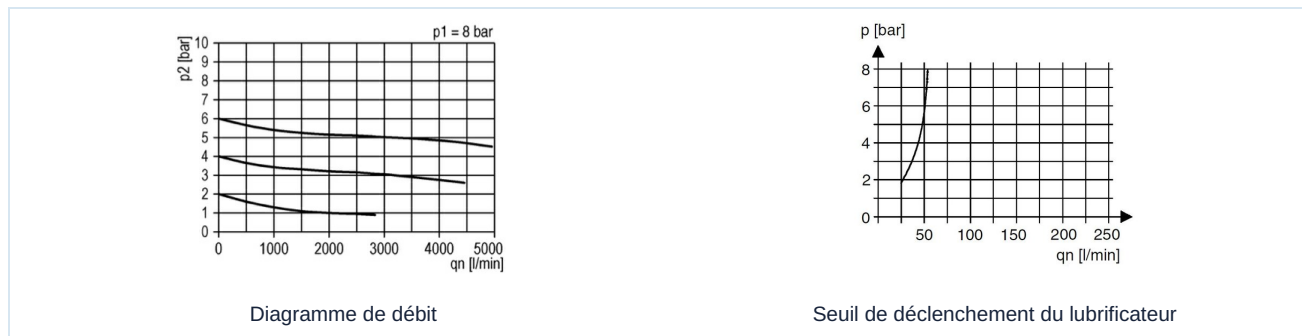 p1 = 8 bar
p2 [bar]
10
9
8
7
6
5
4
3
2
1
0
0 1000 2000 3000 4000 5000
qn [l/min]
Diagramme de débit
p [bar]
8
6
4
2
0
50 100 150 200 250
qn [l/min]
Seuil de déclenchement du lubrificateur